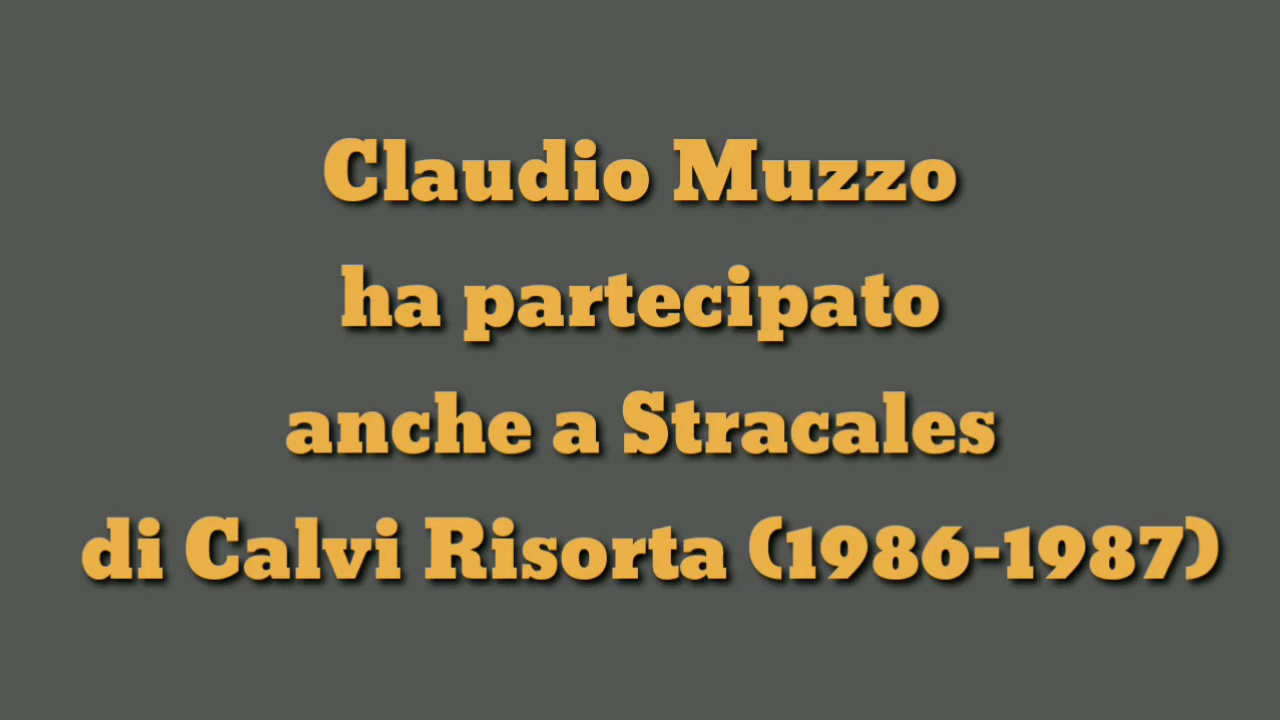 Claudio Muzzo
ha partecipato
anche a Stracales
di Calvi Risorta (1986-1987)